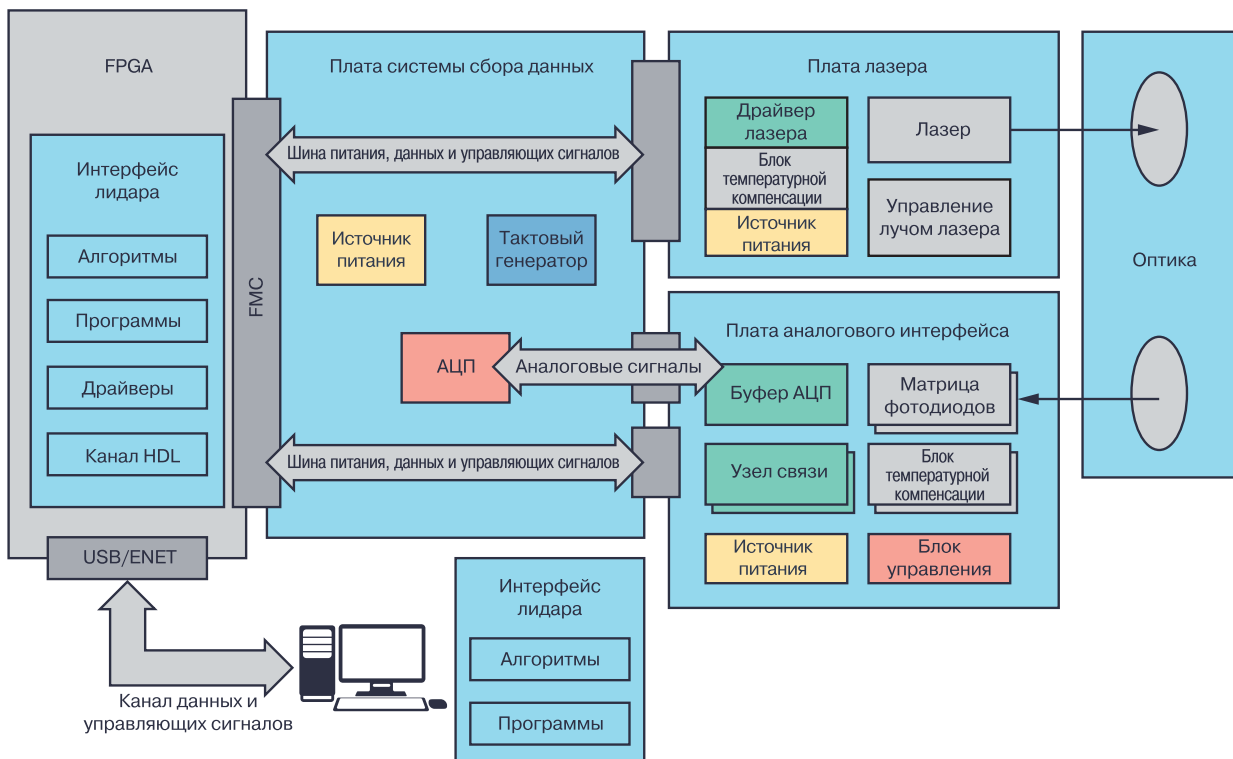 FPGA
Интерфейс
лидара
Алгоритмы
Программы
Драйверы
Канал HDL
USB/ENET
FMC
Плата системы сбора данных
Шина питания, данных и управляющих сигналов
Источник
питания
Тактовый
генератор
АЦП
Аналоговые сигналы
Шина питания, данных и управляющих сигналов
Плата лазера
Драйвер
лазера
Блок
температурной
компенсации
Источник
питания
Лазер
Управление
лучом лазера
Плата аналогового интерфейса
Буфер АЦП
Матрица
фотодиодов
Узел связи
Блок
температурной
компенсации
Источник
питания
Блок
управления
Оптика
Канал данных и
управляющих сигналов
Интерфейс
лидара
Алгоритмы
Программы